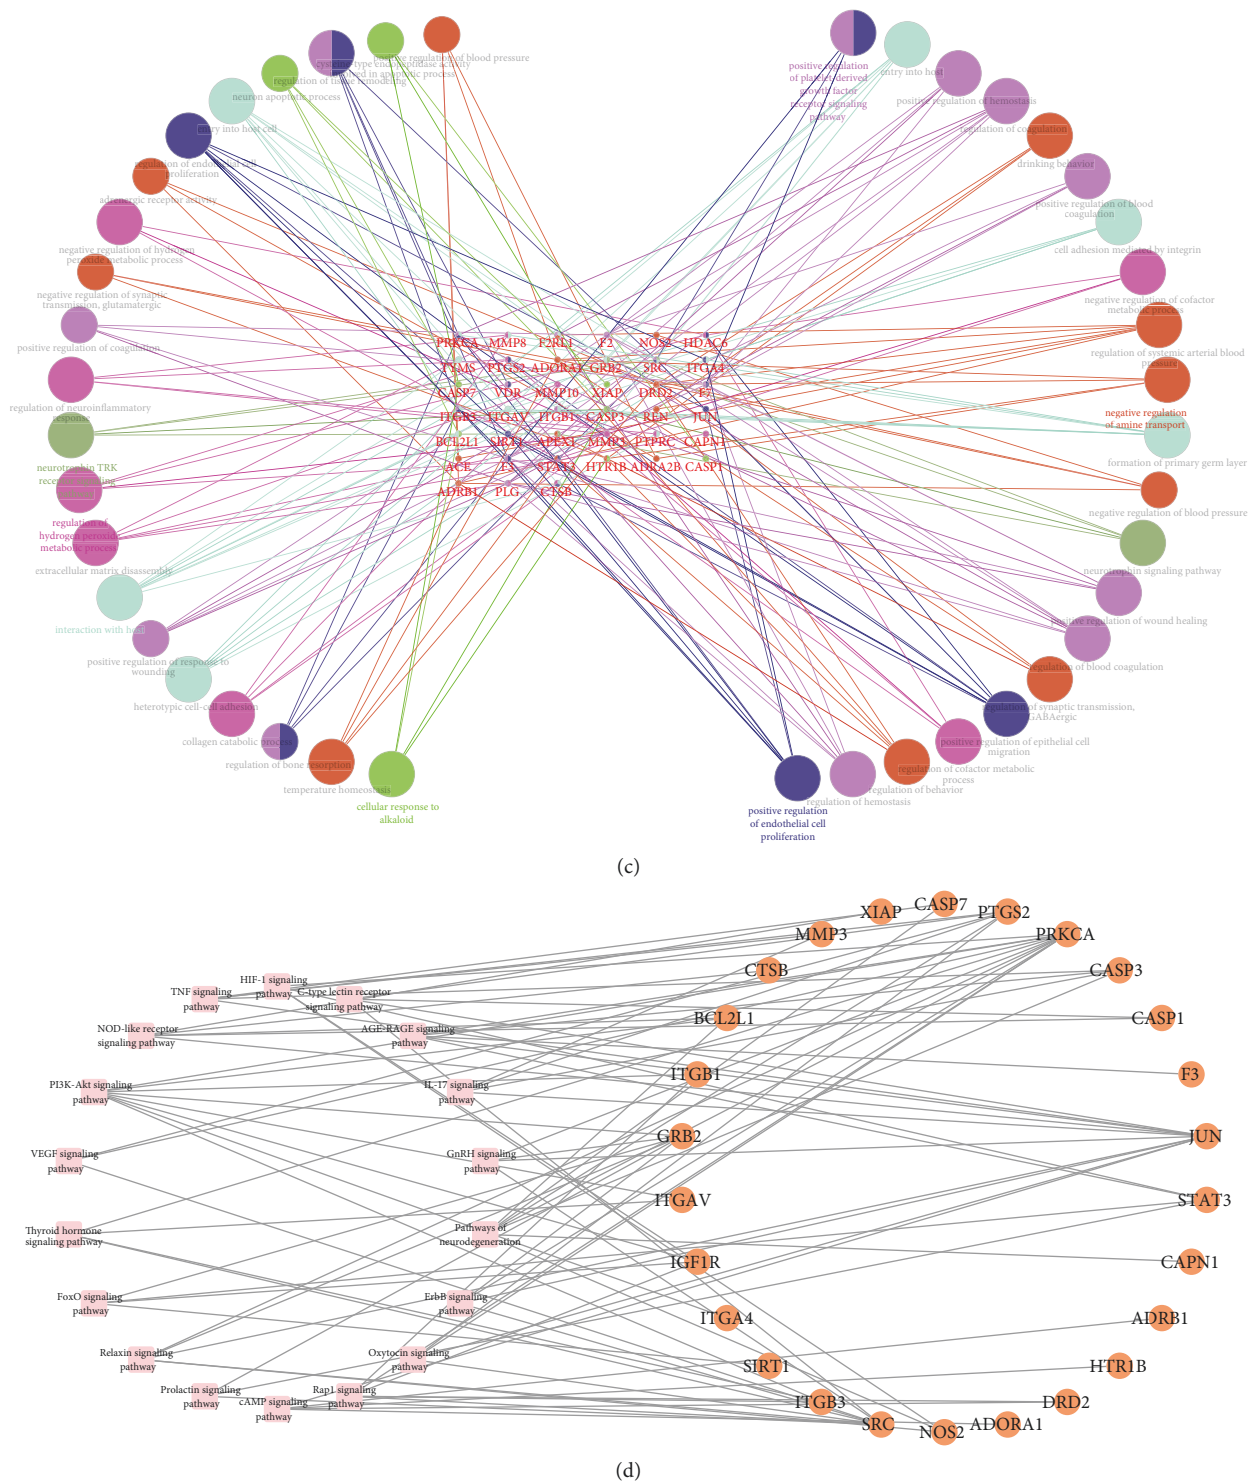 positive regulation of blood pressure
cysteine-type endopeptidase activity
involved in apoptotic process
regulation of tissue remodeling
neuron apoptotic process
entry into host cell
regulation of endothelial cell
proliferation
adrenergic receptor activity
negative regulation of hydrogen
peroxide metabolic process
negative regulation of synaptic
transmission, glutamatergic
positive regulation of coagulation
regulation of neuroinflammatory
response
neurotrophin TRK
receptor signaling
pathway
regulation of
hydrogen peroxide
metabolic process
extracellular matrix disassembly
interaction with host
positive regulation of response to
wounding
heterotypic cell-cell adhesion
collagen catabolic process
regulation of bone resorption
temperature homeostasis
cellular response to
alkaloid
positive regulation
of platelet-derived
growth factor
receptor signaling
pathway
entry into host
positive regulation of hemostasis
regulation of coagulation
drinking behavior
positive regulation of blood
coagulation
cell adhesion mediated by integrin
negative regulation of cofactor
metabolic process
regulation of systemic arterial blood
pressure
negative regulation
of amine transport
formation of primary germ layer
negative regulation of blood pressure
neurotrophin signaling pathway
positive regulation of wound healing
regulation of blood coagulation
regulation of synaptic transmission,
GABAergic
positive regulation of epithelial cell
migration
regulation of cofactor metabolic
process
regulation of behavior
regulation of hemostasis
positive regulation
of endothelial cell
proliferation
PRKCA MMP8 F2RL1 F2 NOS2 HDAC6
TYMS PTGS2 ADORA1 GRB2 SRC ITGA4
CASP7 VDR MMP10 XIAP DRD2 F7
ITGB3 ITGAV ITGB1 CASP3 REN JUN
BCL2L1 SIRT1 APEX1 MMP3 PTPRC CAPN1
ACE F3 STAT3 HTR1B ADRA2B CASP1
ADRB1 PLG CTSB
(c)
HIF-1 signaling
pathway
TNF signaling
pathway
C-type lectin receptor
signaling pathway
NOD-like receptor
signaling pathway
AGE-RAGE signaling
pathway
PI3K-Akt signaling
pathway
IL-17 signaling
pathway
VEGF signaling
pathway
GnRH signaling
pathway
Thyroid hormone
signaling pathway
Pathways of
neurodegeneration
FoxO signaling
pathway
ErbB signaling
pathway
Relaxin signaling
pathway
Oxytocin signaling
pathway
Prolactin signaling
pathway
cAMP signaling
pathway
Rap1 signaling
pathway
XIAP
CASP7
PTGS2
MMP3
PRKCA
CTSB
CASP3
BCL2L1
CASP1
ITGB1
F3
GRB2
JUN
ITGAV
STAT3
IGF1R
CAPN1
ITGA4
ADRB1
SIRT1
HTR1B
ITGB3
DRD2
SRC
NOS2
ADORA1
(d)